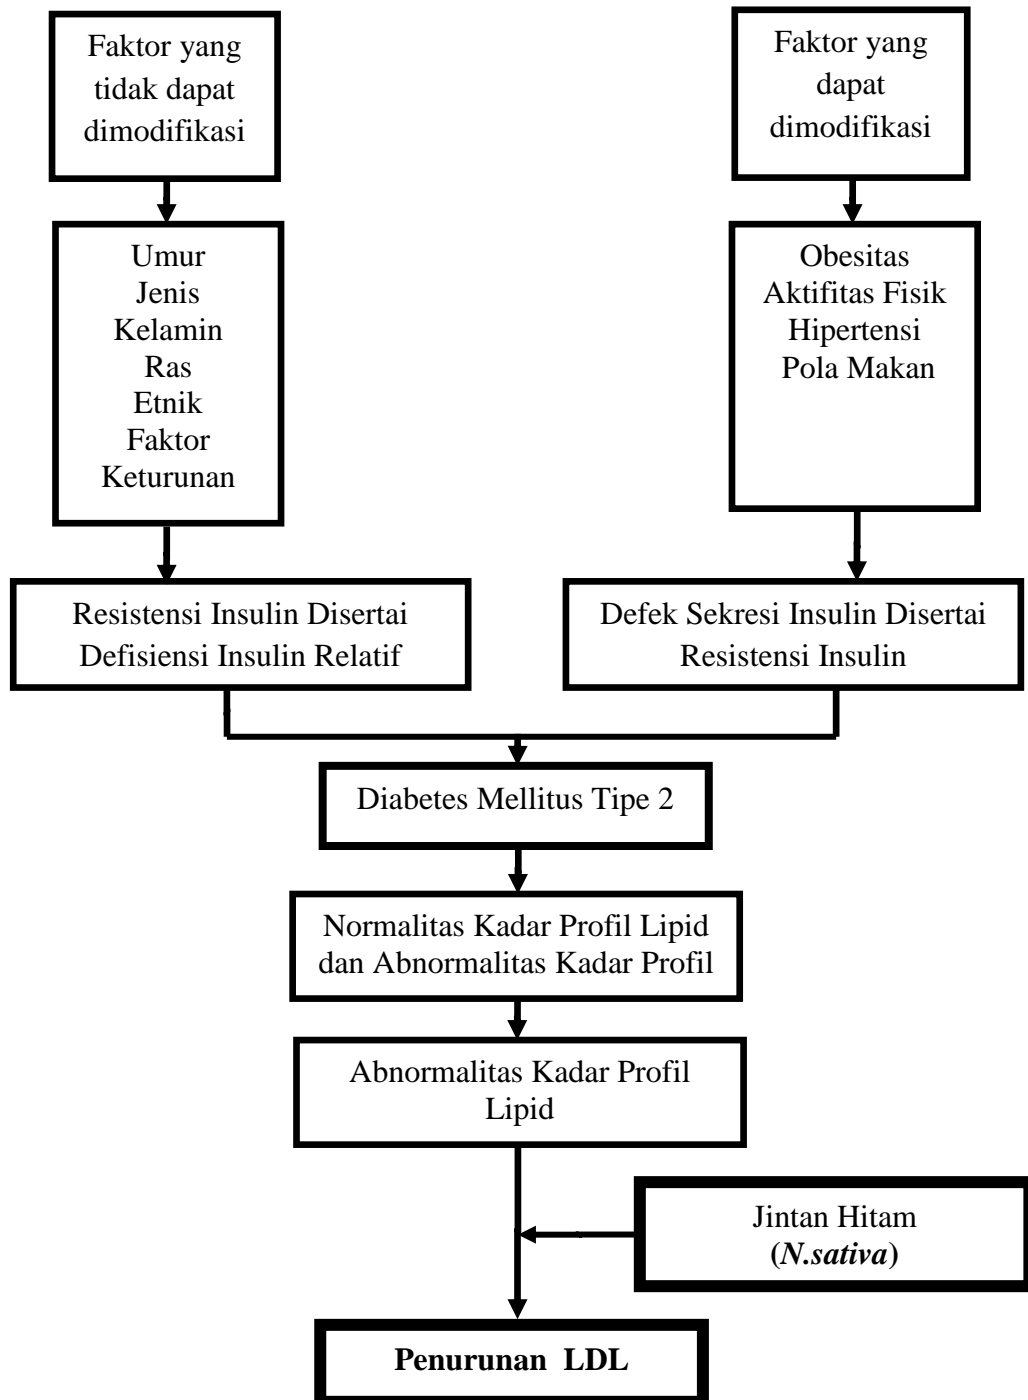 Faktor yang
tidak dapat
dimodifikasi
Faktor yang
dapat
dimodifikasi
Umur
Jenis
Kelamin
Ras
Etnik
Faktor
Keturunan
Obesitas
Aktifitas Fisik
Hipertensi
Pola Makan
Resistensi Insulin Disertai
Defisiensi Insulin Relatif
Defek Sekresi Insulin Disertai
Resistensi Insulin
Diabetes Mellitus Tipe 2
Normalitas Kadar Profil Lipid
dan Abnormalitas Kadar Profil
Abnormalitas Kadar Profil
Lipid
Jintan Hitam
(N.sativa)
Penurunan LDL